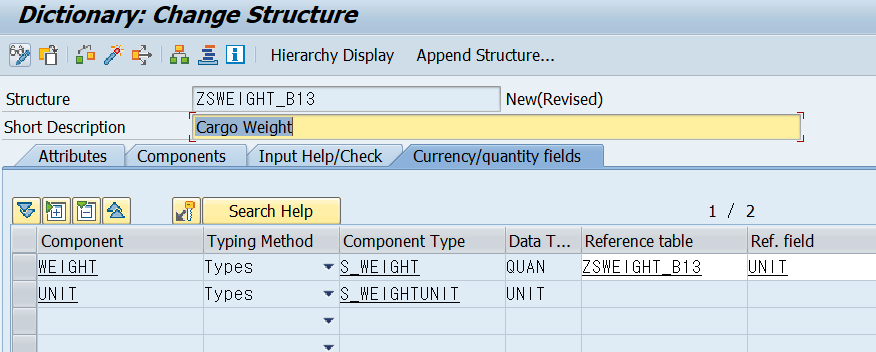 Dictionary: Change Structure
Hierarchy Display Append Structure...
Structure ZSWEIGHT_B13 New(Revised)
Short Description Cargo Weight
Attributes Components Input Help/Check Currency/quantity fields
Search Help 1 / 2
Component Typing Method Component Type Data T... Reference table Ref. field
WEIGHT Types S_WEIGHT QUAN ZSWEIGHT_B13 UNIT
UNIT Types S_WEIGHTUNIT UNIT